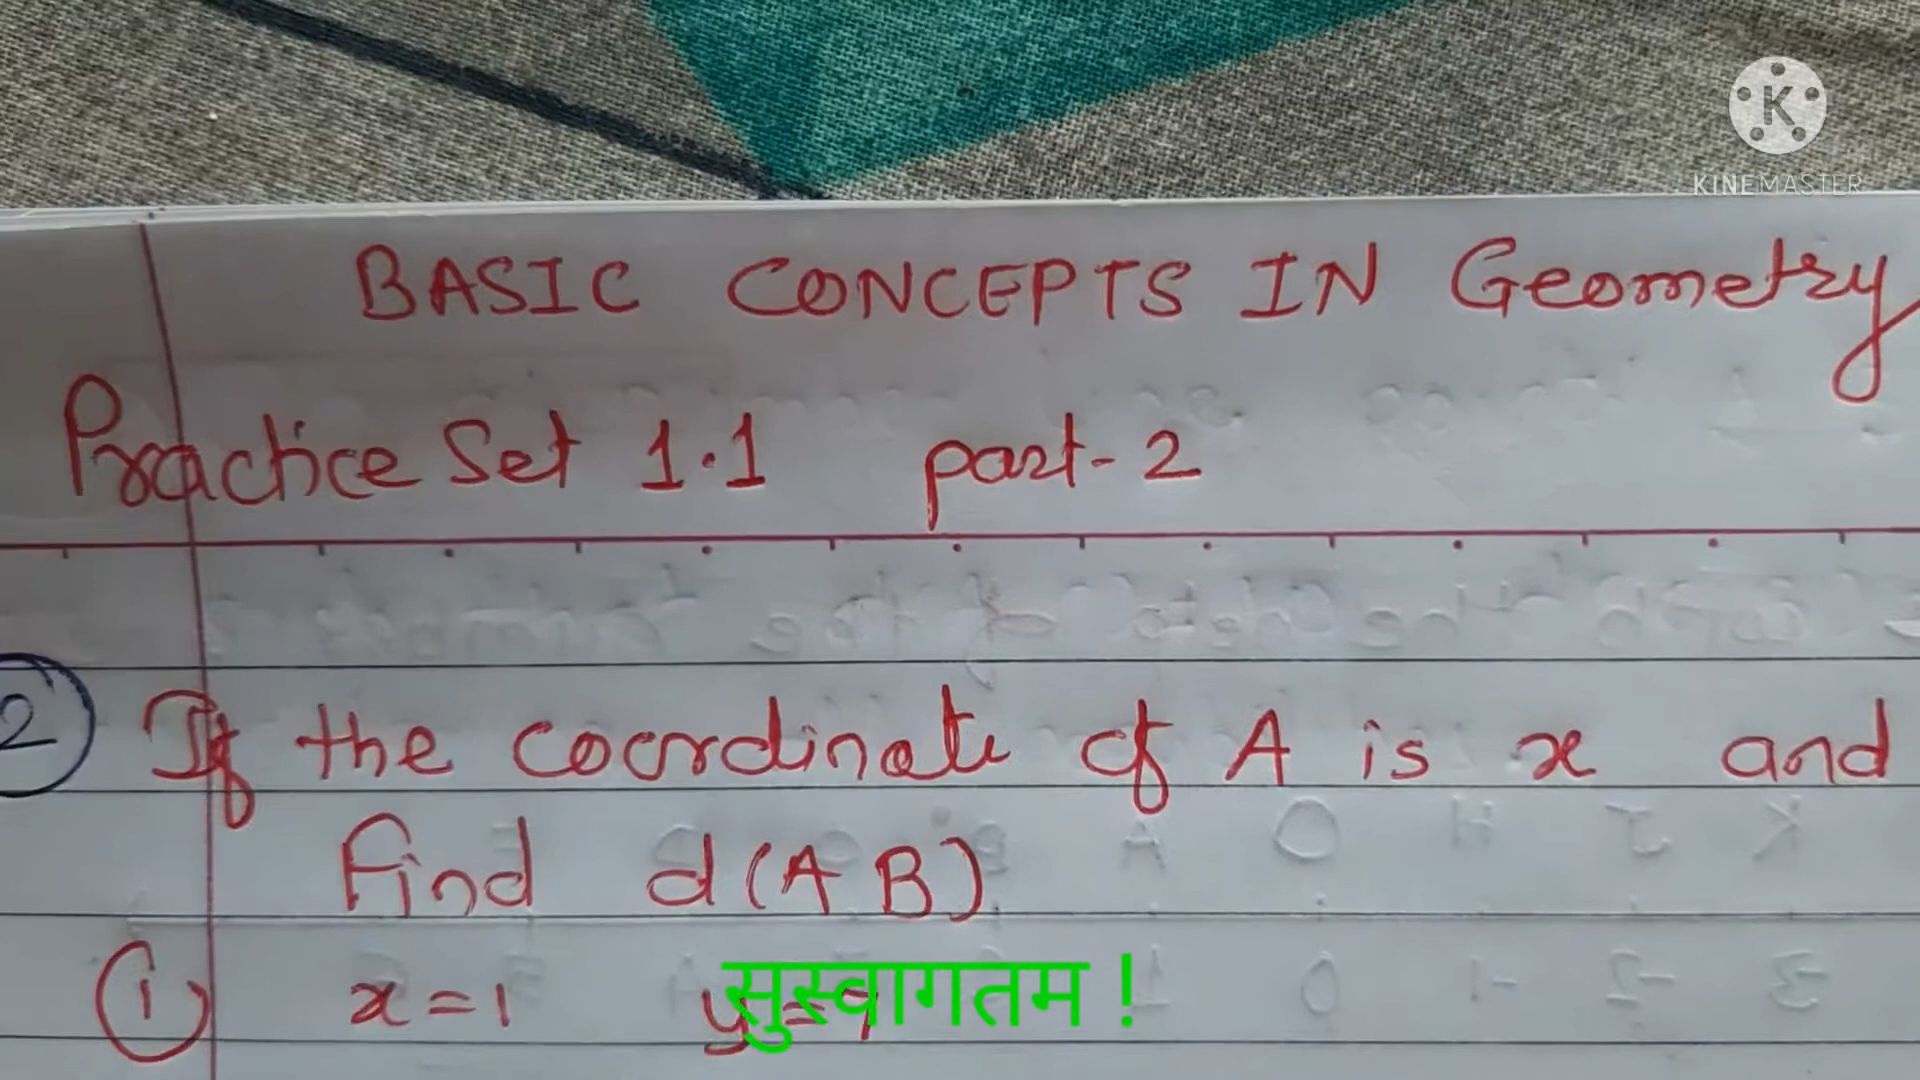 KINEMASTER
BASIC CONCEPTS IN Geometry
Practice Set 1.1 part-2
2 If the coordinate of A is x and
find d(AB)
i x=1 y=
सुस्वागतम !